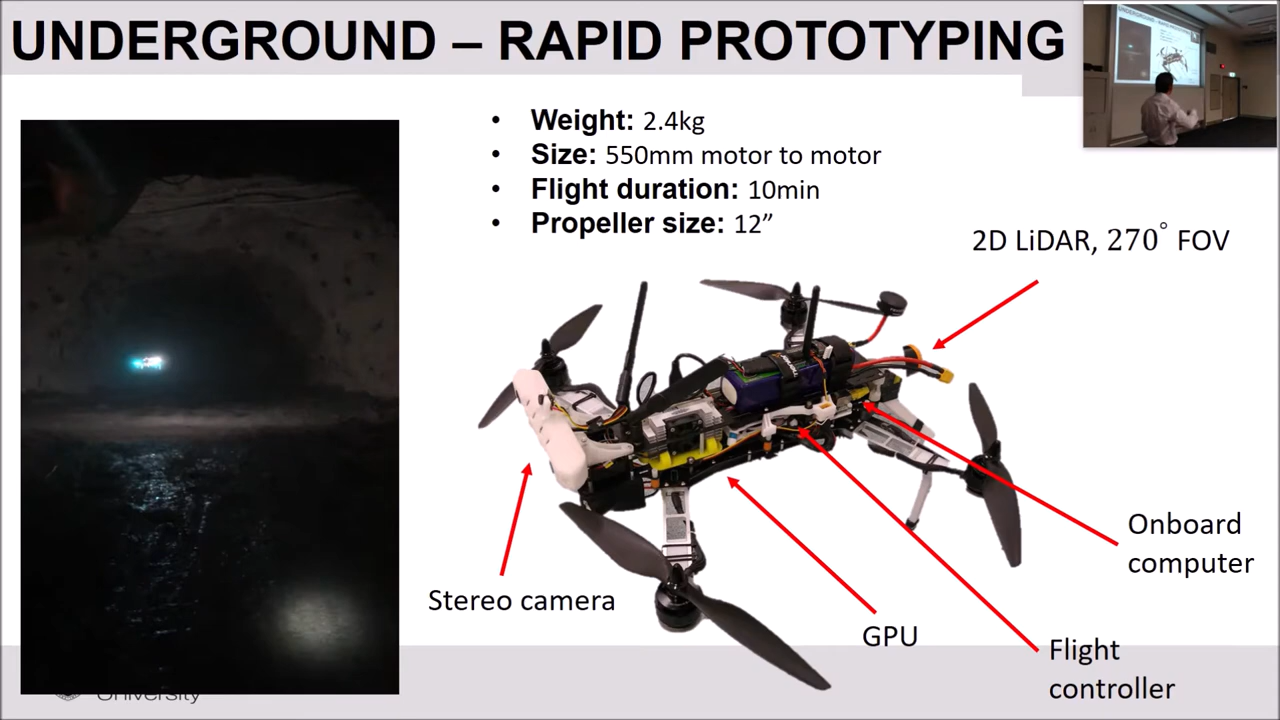 UNDERGROUND – RAPID PROTOTYPING
• Weight: 2.4kg
• Size: 550mm motor to motor
• Flight duration: 10min
• Propeller size: 12”
2D LiDAR, 270° FOV
Stereo camera
GPU
Onboard
computer
Flight
controller
University